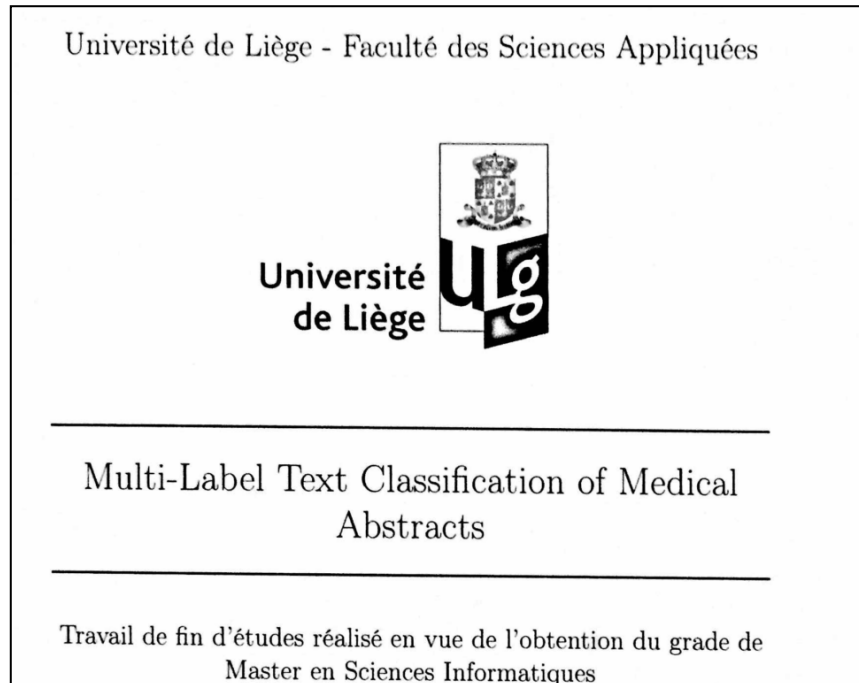 Université de Liège - Faculté des Sciences Appliquées
Université
de Liège
ULg
Multi-Label Text Classification of Medical
Abstracts
Travail de fin d'études réalisé en vue de l'obtention du grade de
Master en Sciences Informatiques